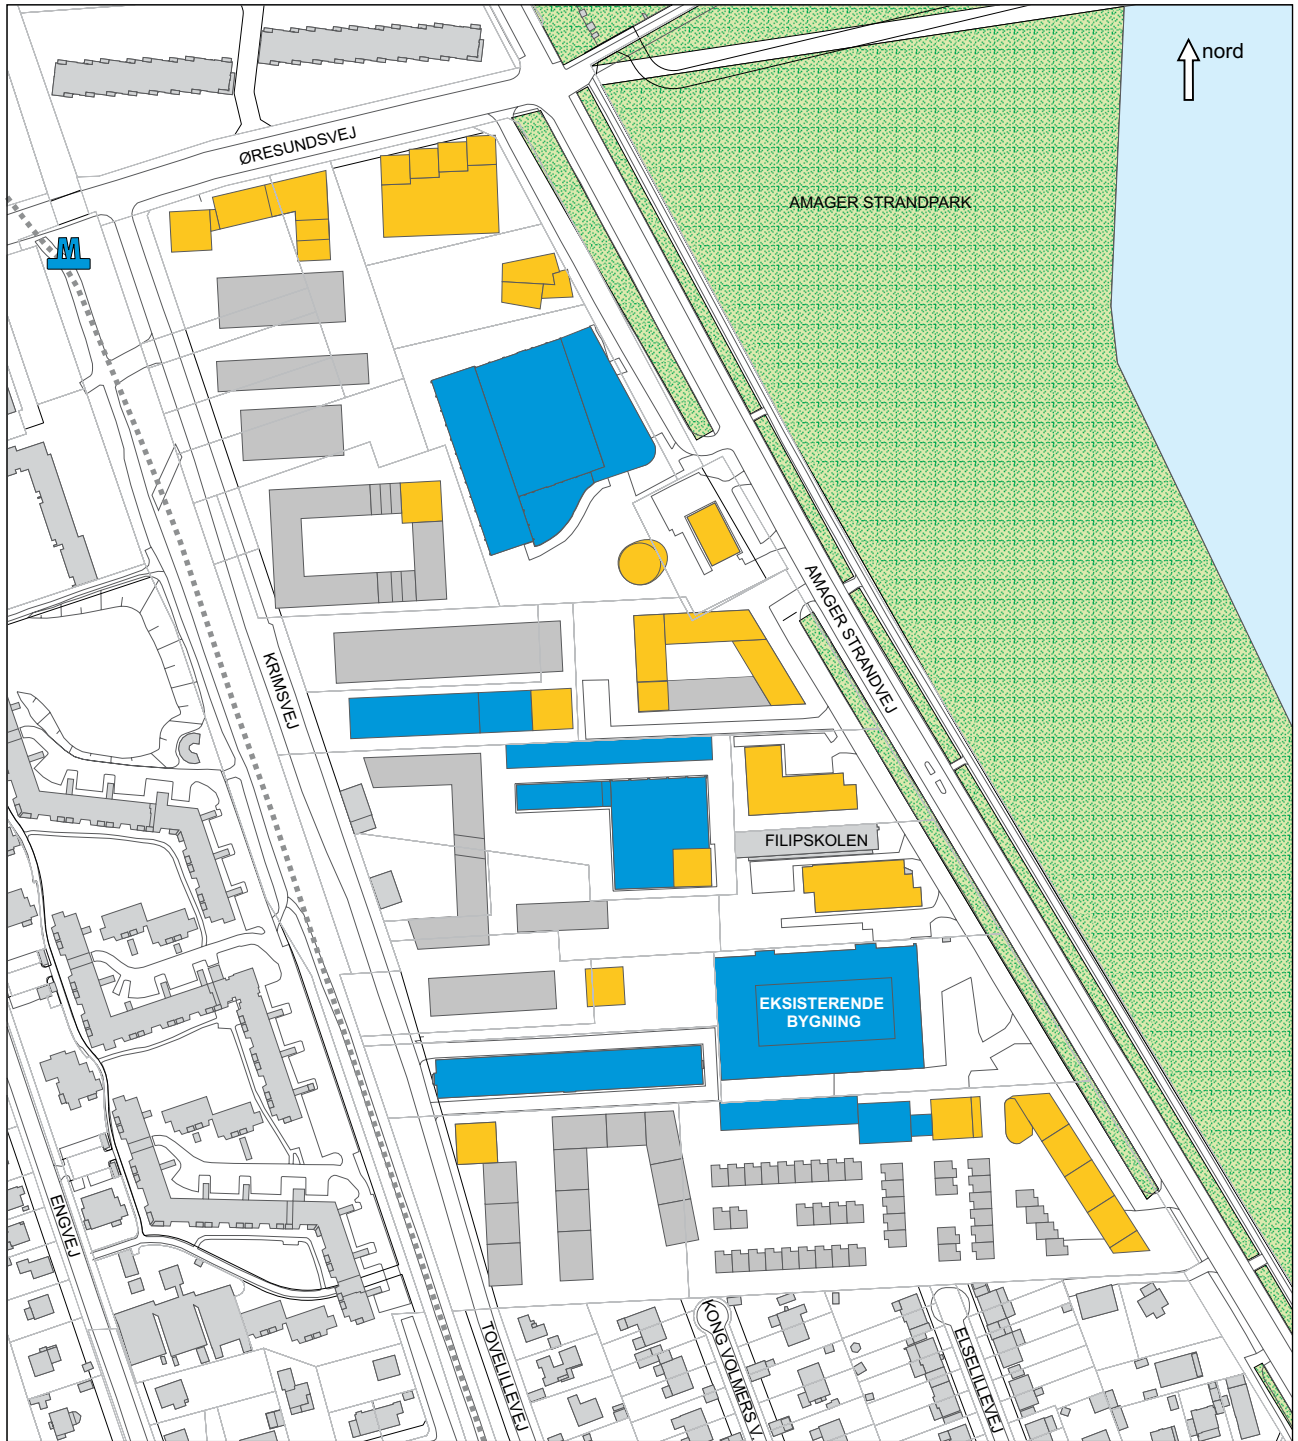 nord
ØRESUNDSVEJ
AMAGER STRANDPARK
M
AMAGER STRANDVEJ
KRIMSVEJ
FILIPSKOLEN
EKSISTERENDE
BYGNING
ENGVEJ
TOVELILLEVEJ
KONG VOLMERS V.
ELSELILLEVEJ